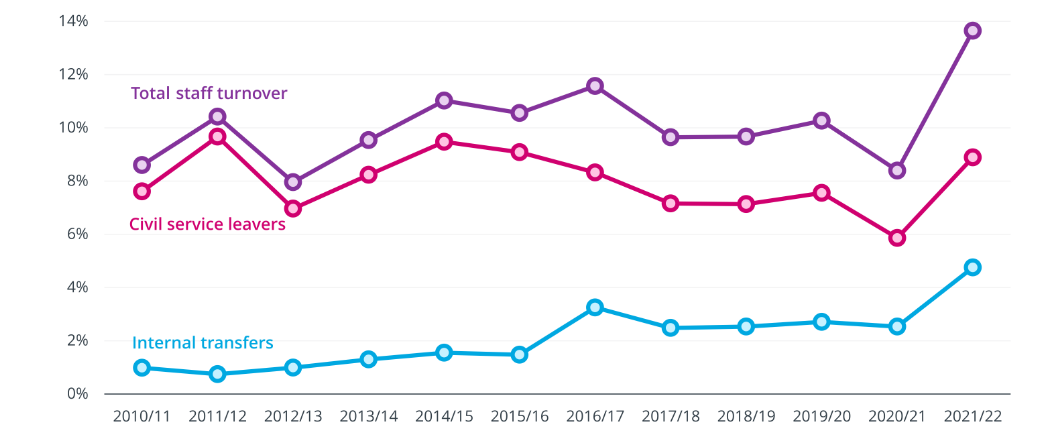 14%
12%
Total staff turnover
10%
8%
Civil service leavers
6%
4%
Internal transfers
2%
0%
2010/11 2011/12 2012/13 2013/14 2014/15 2015/16 2016/17 2017/18 2018/19 2019/20 2020/21 2021/22